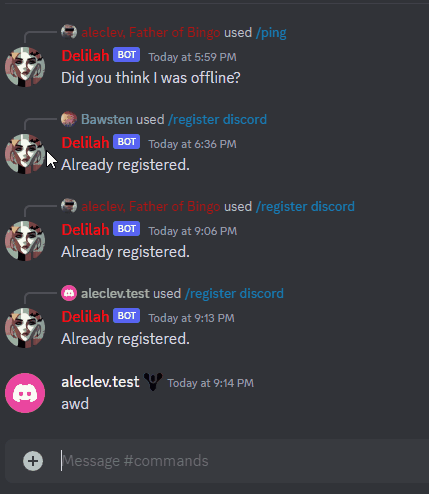 aleclev, Father of Bingo used /ping
Delilah BOT Today at 5:59 PM
Did you think I was offline?
Bawsten used /register discord
Delilah BOT Today at 6:36 PM
Already registered.
aleclev, Father of Bingo used /register discord
Delilah BOT Today at 9:06 PM
Already registered.
aleclev.test used /register discord
Delilah BOT Today at 9:13 PM
Already registered.
aleclev.test Today at 9:14 PM
awd
Message #commands